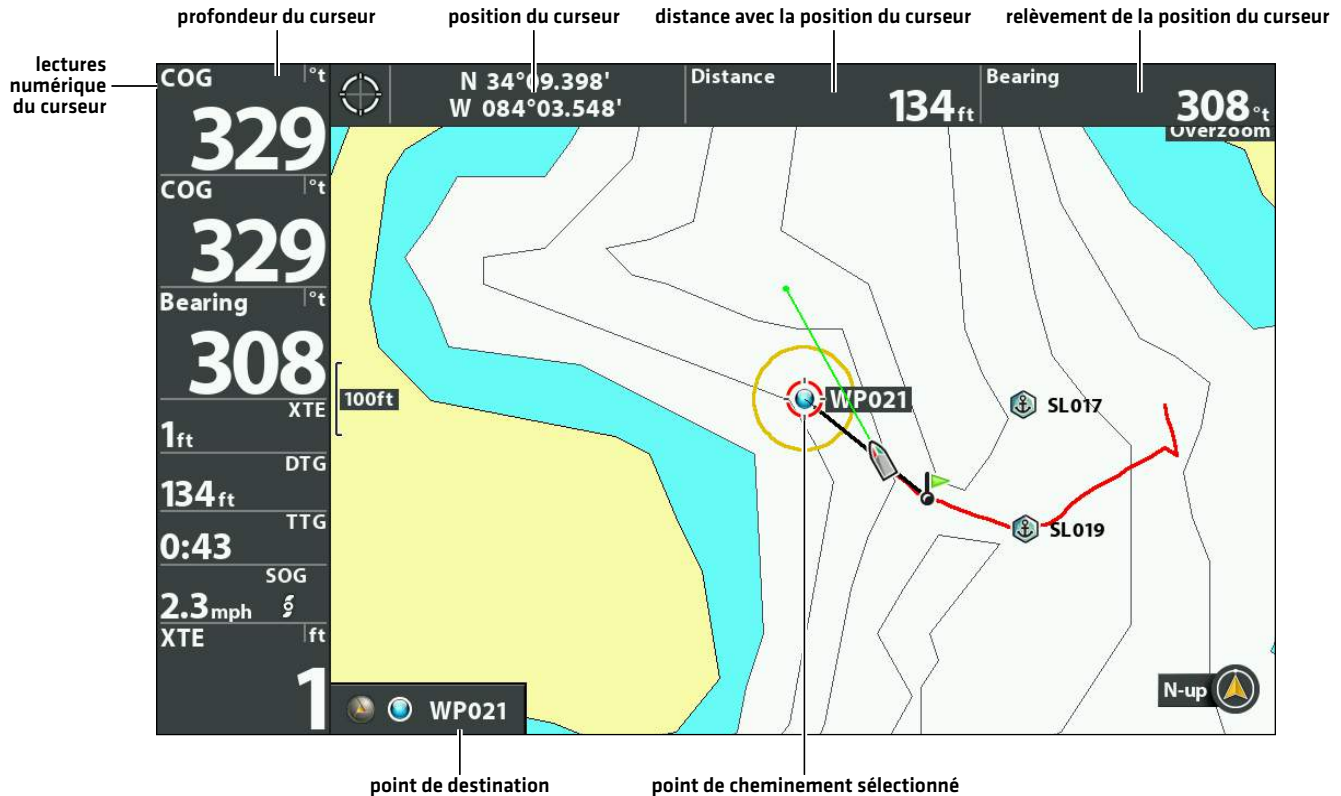 profondeur du curseur
position du curseur
distance avec la position du curseur
relèvement de la position du curseur
lectures
numérique
du curseur
COG °t
329
COG °t
329
Bearing °t
308
XTE
1ft
DTG
134ft
TTG
0:43
SOG
2.3mph
XTE ft
1
N 34°09.398'
W 084°03.548'
Distance
134ft
Bearing
308°t
Overzoom
100ft
WP021
SL017
SL019
N-up
WP021
point de destination
point de cheminement sélectionné